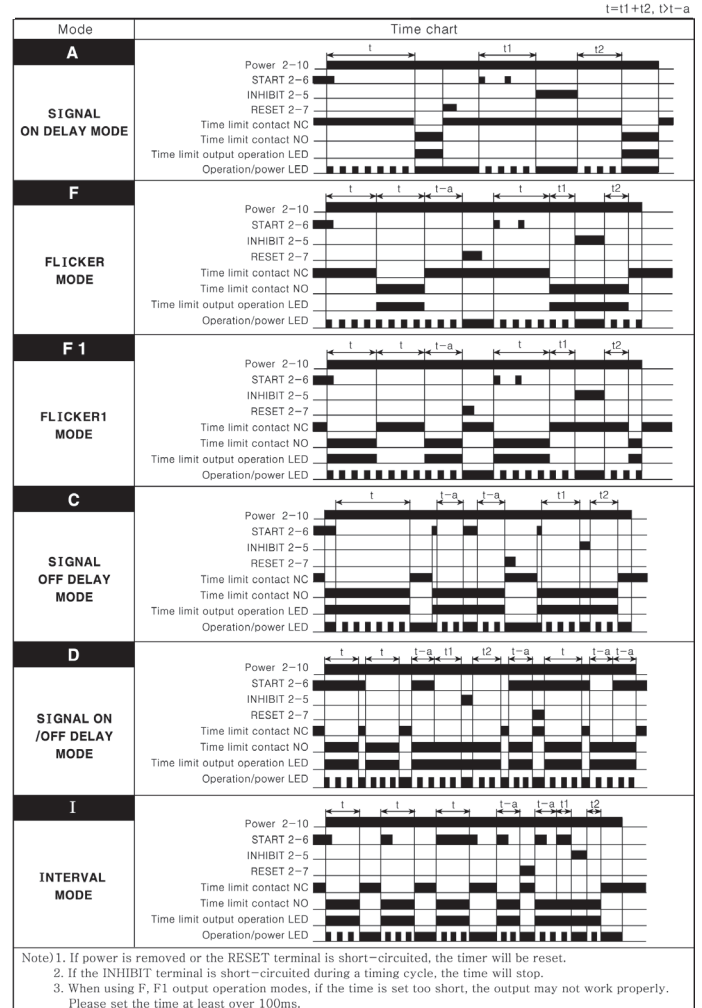 t=t1+t2, t>t-a
Mode Time chart
A
SIGNAL
ON DELAY MODE
t t1 t2
Power 2-10
START 2-6
INHIBIT 2-5
RESET 2-7
Time limit contact NC
Time limit contact NO
Time limit output operation LED
Operation/power LED
F
FLICKER
MODE
t t t-a t t1 t2
Power 2-10
START 2-6
INHIBIT 2-5
RESET 2-7
Time limit contact NC
Time limit contact NO
Time limit output operation LED
Operation/power LED
F 1
FLICKER1
MODE
t t t-a t t1 t2
Power 2-10
START 2-6
INHIBIT 2-5
RESET 2-7
Time limit contact NC
Time limit contact NO
Time limit output operation LED
Operation/power LED
C
SIGNAL
OFF DELAY
MODE
t t-a t-a t1 t2
Power 2-10
START 2-6
INHIBIT 2-5
RESET 2-7
Time limit contact NC
Time limit contact NO
Time limit output operation LED
Operation/power LED
D
SIGNAL ON
/OFF DELAY
MODE
t t t-a t1 t2 t-a t t-a t-a
Power 2-10
START 2-6
INHIBIT 2-5
RESET 2-7
Time limit contact NC
Time limit contact NO
Time limit output operation LED
Operation/power LED
I
INTERVAL
MODE
t t t t-a t-a t1 t2
Power 2-10
START 2-6
INHIBIT 2-5
RESET 2-7
Time limit contact NC
Time limit contact NO
Time limit output operation LED
Operation/power LED
Note)1. If power is removed or the RESET terminal is short-circuited, the timer will be reset.
2. If the INHIBIT terminal is short-circuited during a timing cycle, the time will stop.
3. When using F, F1 output operation modes, if the time is set too short, the output may not work properly.
Please set the time at least over 100ms.